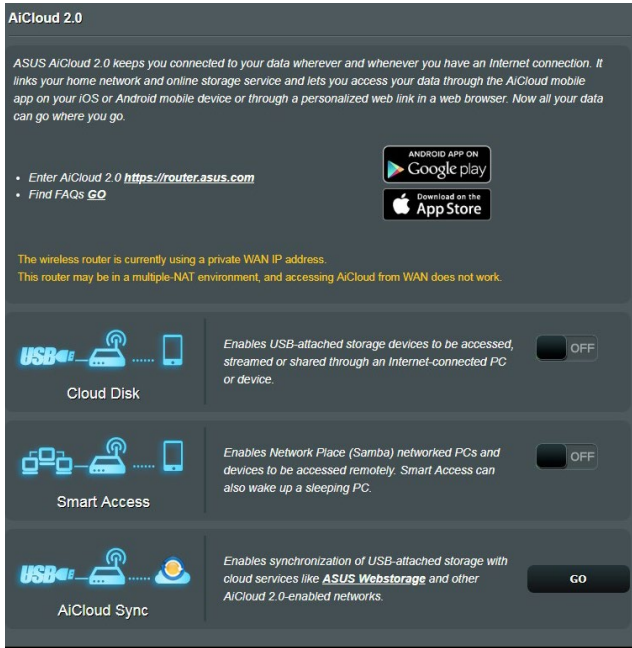 AiCloud 2.0
ASUS AiCloud 2.0 keeps you connected to your data wherever and whenever you have an Internet connection. It
links your home network and online storage service and lets you access your data through the AiCloud mobile
app on your iOS or Android mobile device or through a personalized web link in a web browser. Now all your data
can go where you go.
ANDROID APP ON
Google play
Download on the
App Store
• Enter AiCloud 2.0 https://router.asus.com
• Find FAQs GO
The wireless router is currently using a private WAN IP address.
This router may be in a multiple-NAT environment, and accessing AiCloud from WAN does not work.
USB
Cloud Disk
Enables USB-attached storage devices to be accessed,
streamed or shared through an Internet-connected PC
or device.
OFF
Smart Access
Enables Network Place (Samba) networked PCs and
devices to be accessed remotely. Smart Access can
also wake up a sleeping PC.
OFF
USB
AiCloud Sync
Enables synchronization of USB-attached storage with
cloud services like ASUS Webstorage and other
AiCloud 2.0-enabled networks.
GO